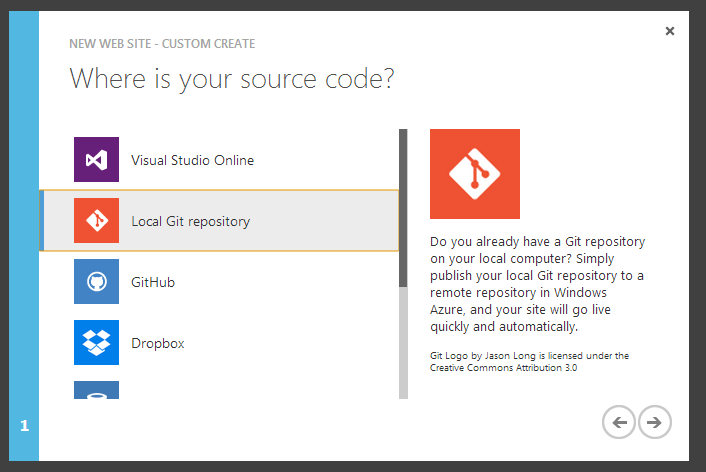 NEW WEB SITE - CUSTOM CREATE
Where is your source code?
Visual Studio Online
Local Git repository
GitHub
Dropbox
Do you already have a Git repository
on your local computer? Simply
publish your local Git repository to a
remote repository in Windows
Azure, and your site will go live
quickly and automatically.
Git Logo by Jason Long is licensed under the
Creative Commons Attribution 3.0
1